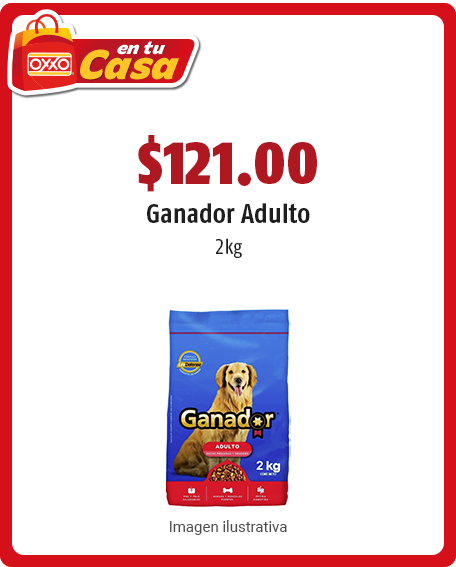 OXXO
en tu
Casa
$121.00
Ganador Adulto
2kg
Ganador
ADULTO
2 kg
Imagen ilustrativa